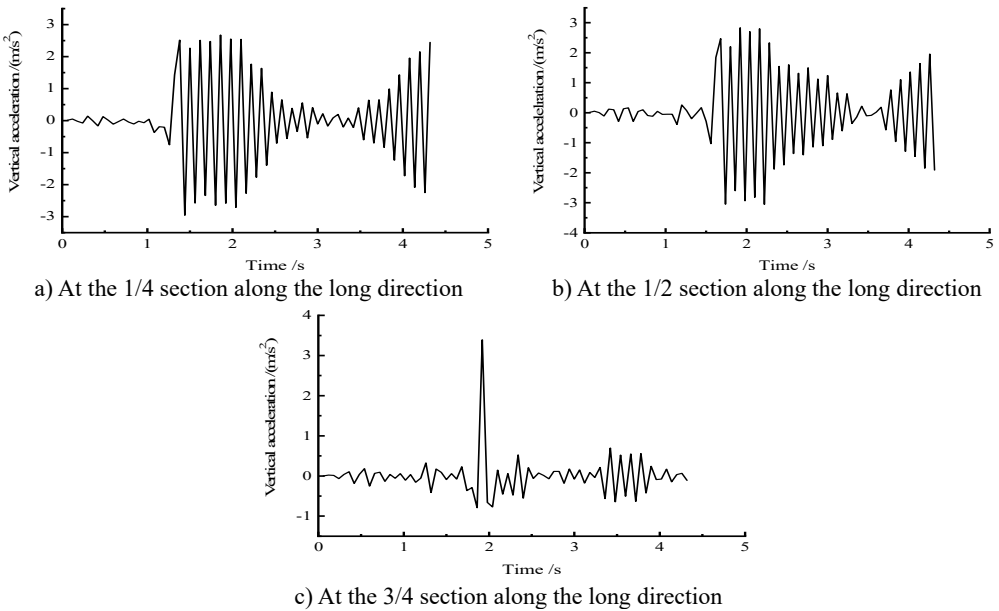 Vertical acceleration /(m/s²)
3
2
1
0
-1
-2
-3
0 1 2 3 4 5
Time /s
a) At the 1/4 section along the long direction
Vertical accelelration /(m/s²)
3
2
1
0
-1
-2
-3
-4
0 1 2 3 4 5
Time /s
b) At the 1/2 section along the long direction
Vertical acceleration /(m/s²)
4
3
2
1
0
-1
0 1 2 3 4 5
Time /s
c) At the 3/4 section along the long direction